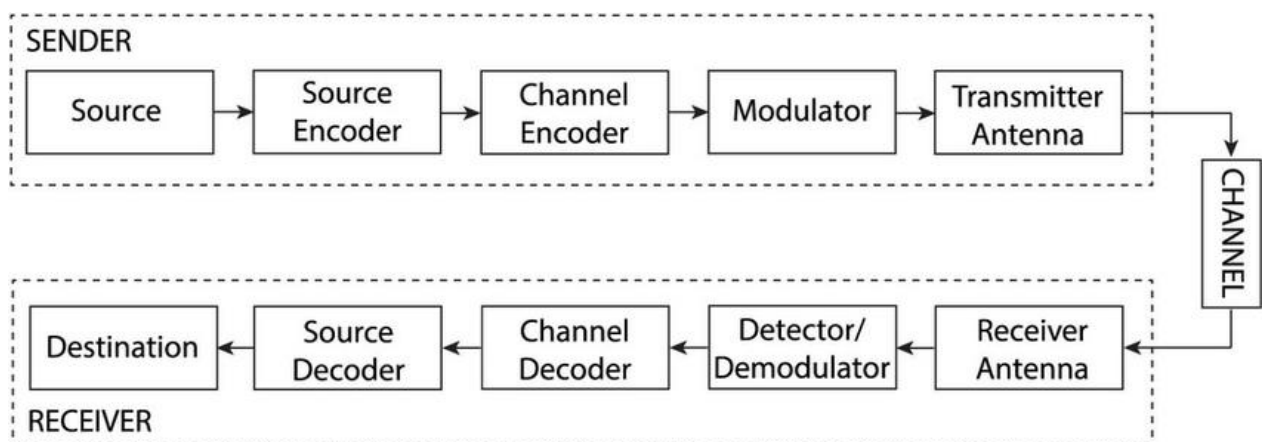 SENDER
Source
Source
Encoder
Channel
Encoder
Modulator
Transmitter
Antenna
CHANNEL
Destination
Source
Decoder
Channel
Decoder
Detector/
Demodulator
Receiver
Antenna
RECEIVER